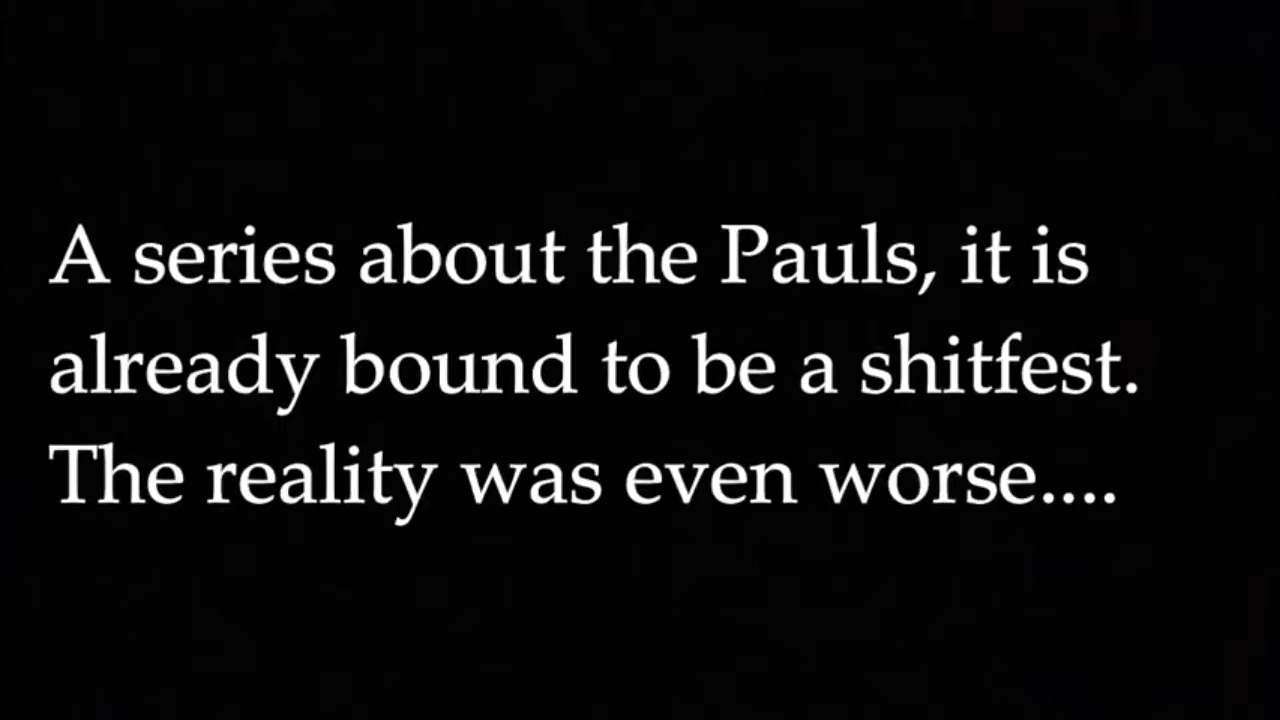 A series about the Pauls, it is
already bound to be a shitfest.
The reality was even worse....